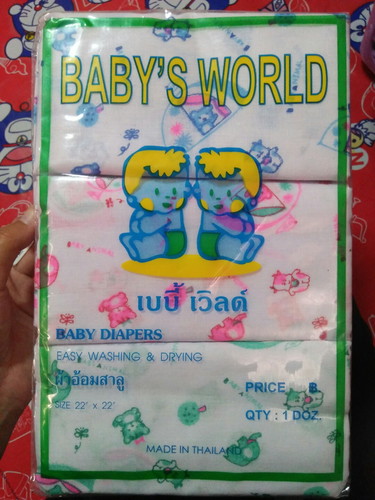 BABY'S WORLD
เบบี้ เวิลด์
BABY DIAPERS
EASY WASHING & DRYING
ผ้าอ้อมสาลู
SIZE 22" x 22"
PRICE B.
QTY : 1 DOZ.
MADE IN THAILAND